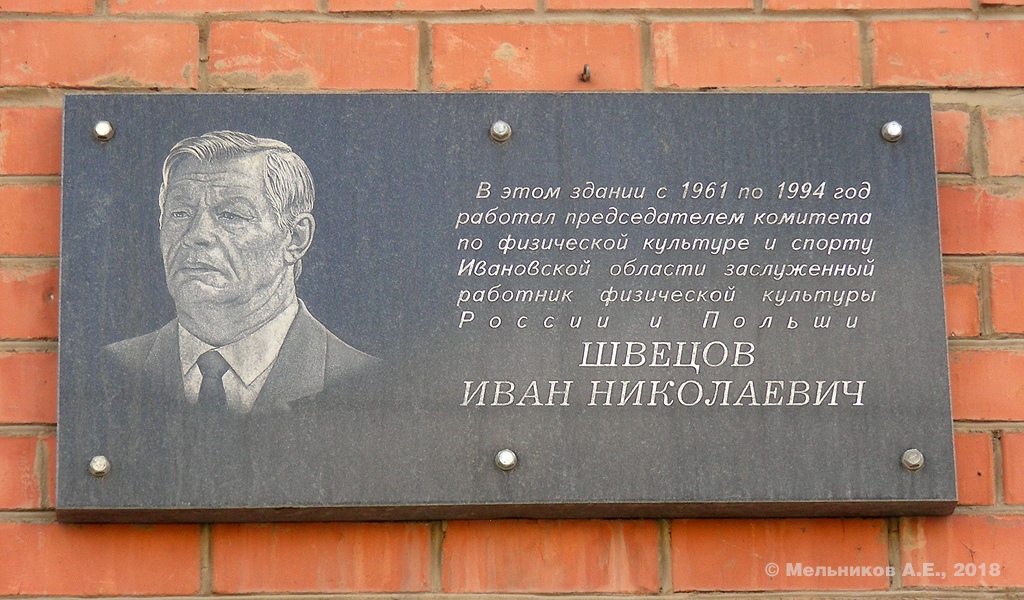 В этом здании с 1961 по 1994 год
работал председателем комитета
по физической культуре и спорту
Ивановской области заслуженный
работник физической культуры
России и Польши
ШВЕЦОВ
ИВАН НИКОЛАЕВИЧ
© Мельников А.Е., 2018